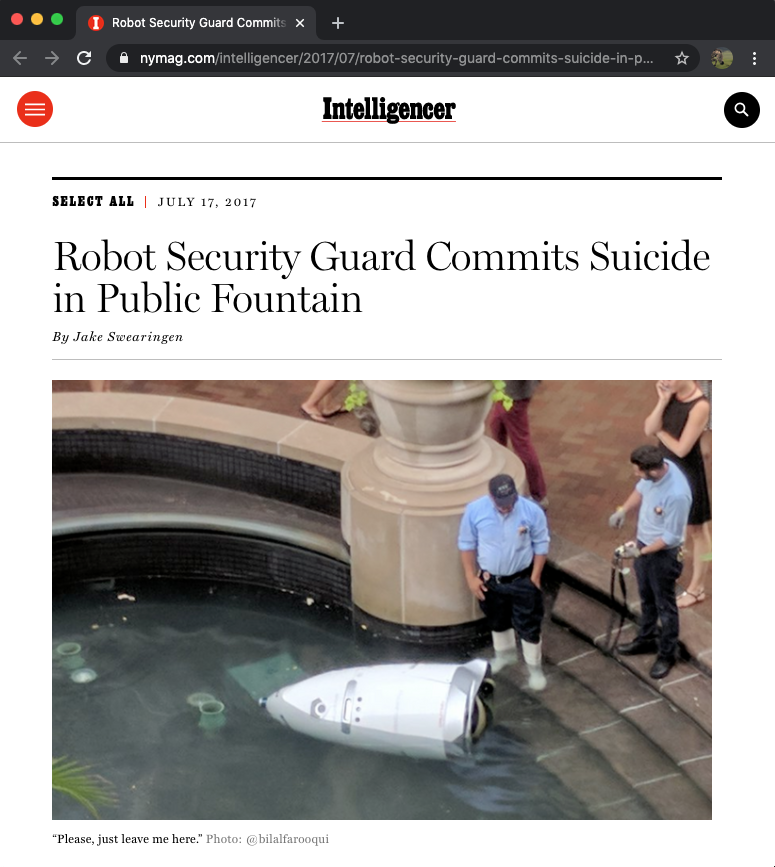 Robot Security Guard Commits
nymag.com/intelligencer/2017/07/robot-security-guard-commits-suicide-in-p...
Intelligencer
SELECT ALL | JULY 17, 2017
Robot Security Guard Commits Suicide
in Public Fountain
By Jake Swearingen
“Please, just leave me here.” Photo: @bilalfarooqui